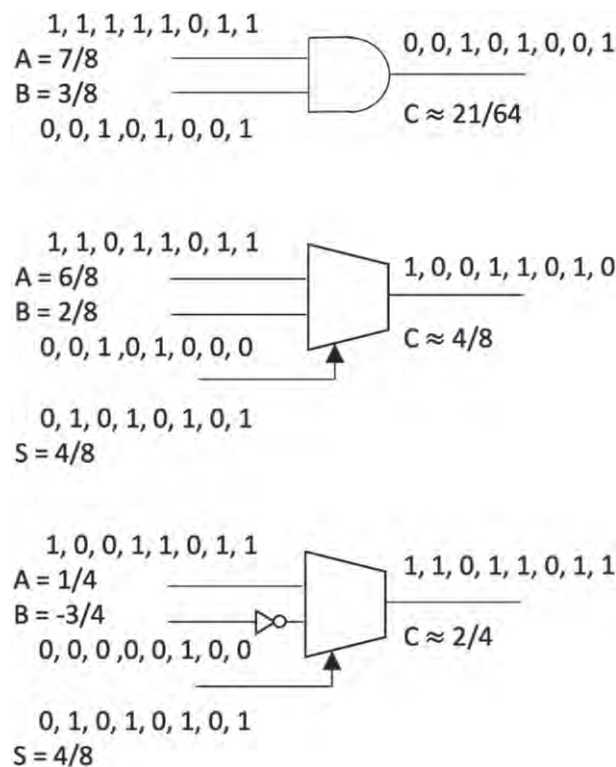 1, 1, 1, 1, 1, 0, 1, 1
0, 0, 1, 0, 1, 0, 0, 1
A = 7/8
B = 3/8
C ≈ 21/64
0, 0, 1 ,0, 1, 0, 0, 1
1, 1, 0, 1, 1, 0, 1, 1
1, 0, 0, 1, 1, 0, 1, 0
A = 6/8
B = 2/8
C ≈ 4/8
0, 0, 1 ,0, 1, 0, 0, 0
0, 1, 0, 1, 0, 1, 0, 1
S = 4/8
1, 0, 0, 1, 1, 0, 1, 1
1, 1, 0, 1, 1, 0, 1, 1
A = 1/4
B = -3/4
C ≈ 2/4
0, 0, 0 ,0, 0, 1, 0, 0
0, 1, 0, 1, 0, 1, 0, 1
S = 4/8